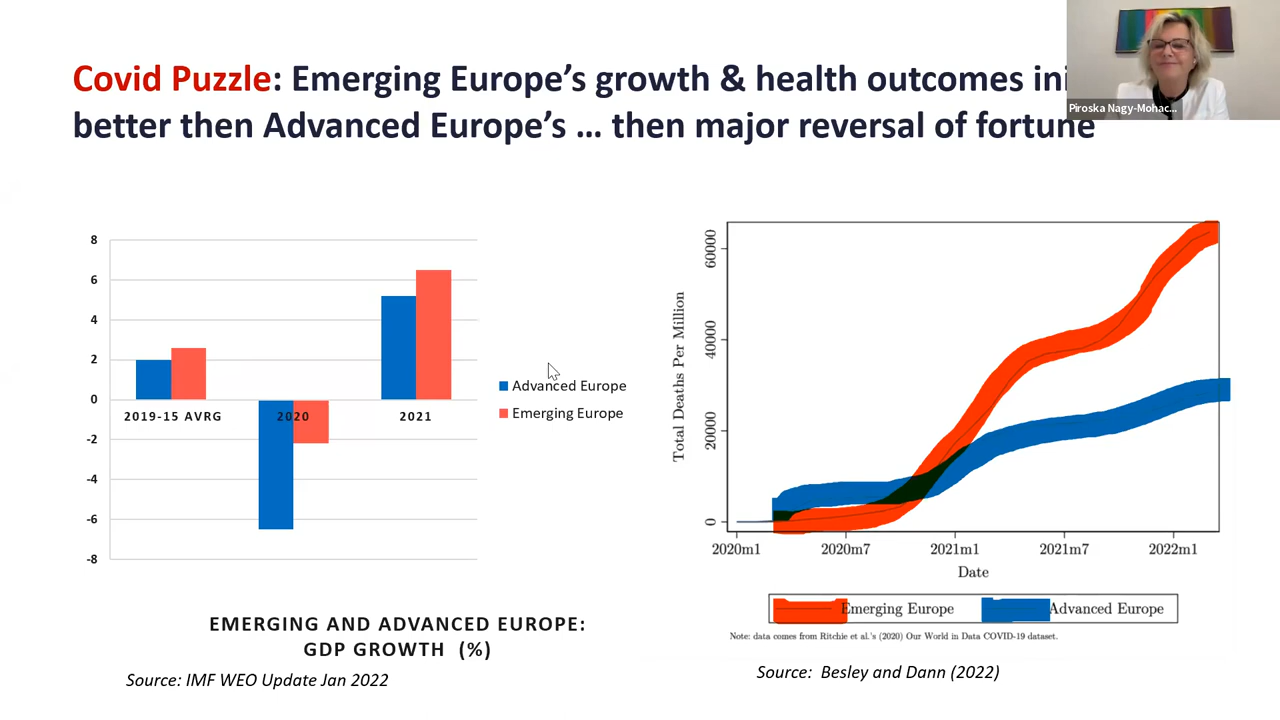 Covid Puzzle: Emerging Europe's growth & health outcomes ini
better then Advanced Europe's ... then major reversal of fortune
Piroska Nagy-Mohac...
8
6
4
2
0
-2
-4
-6
-8
2019-15 AVRG
2020
2021
Advanced Europe
Emerging Europe
EMERGING AND ADVANCED EUROPE:
GDP GROWTH (%)
Source: IMF WEO Update Jan 2022
Total Deaths Per Million
60000
40000
20000
0
2020m1
2020m7
2021m1
2021m7
2022m1
Date
Emerging Europe
Advanced Europe
Note: data comes from Ritchie et al.'s (2020) Our World in Data COVID-19 dataset.
Source: Besley and Dann (2022)